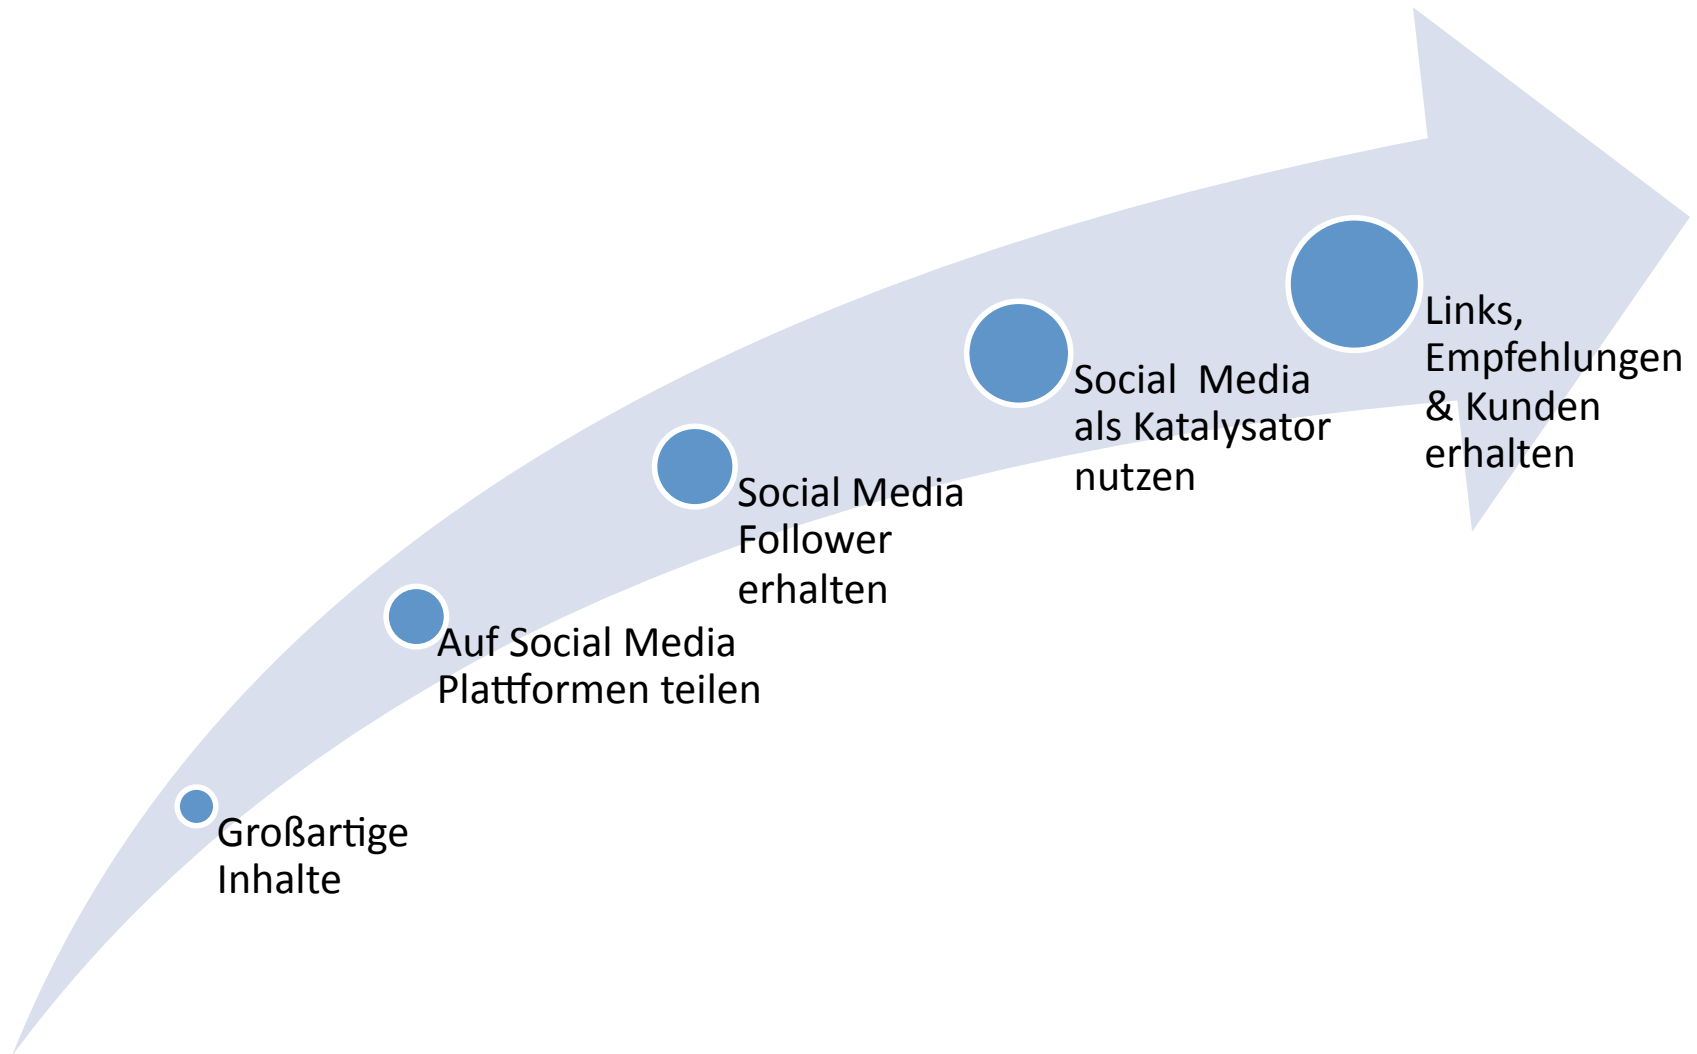 Großartige
Inhalte
Auf Social Media
Plattformen teilen
Social Media
Follower
erhalten
Social  Media
als Katalysator
nutzen
Links,
Empfehlungen
& Kunden
erhalten